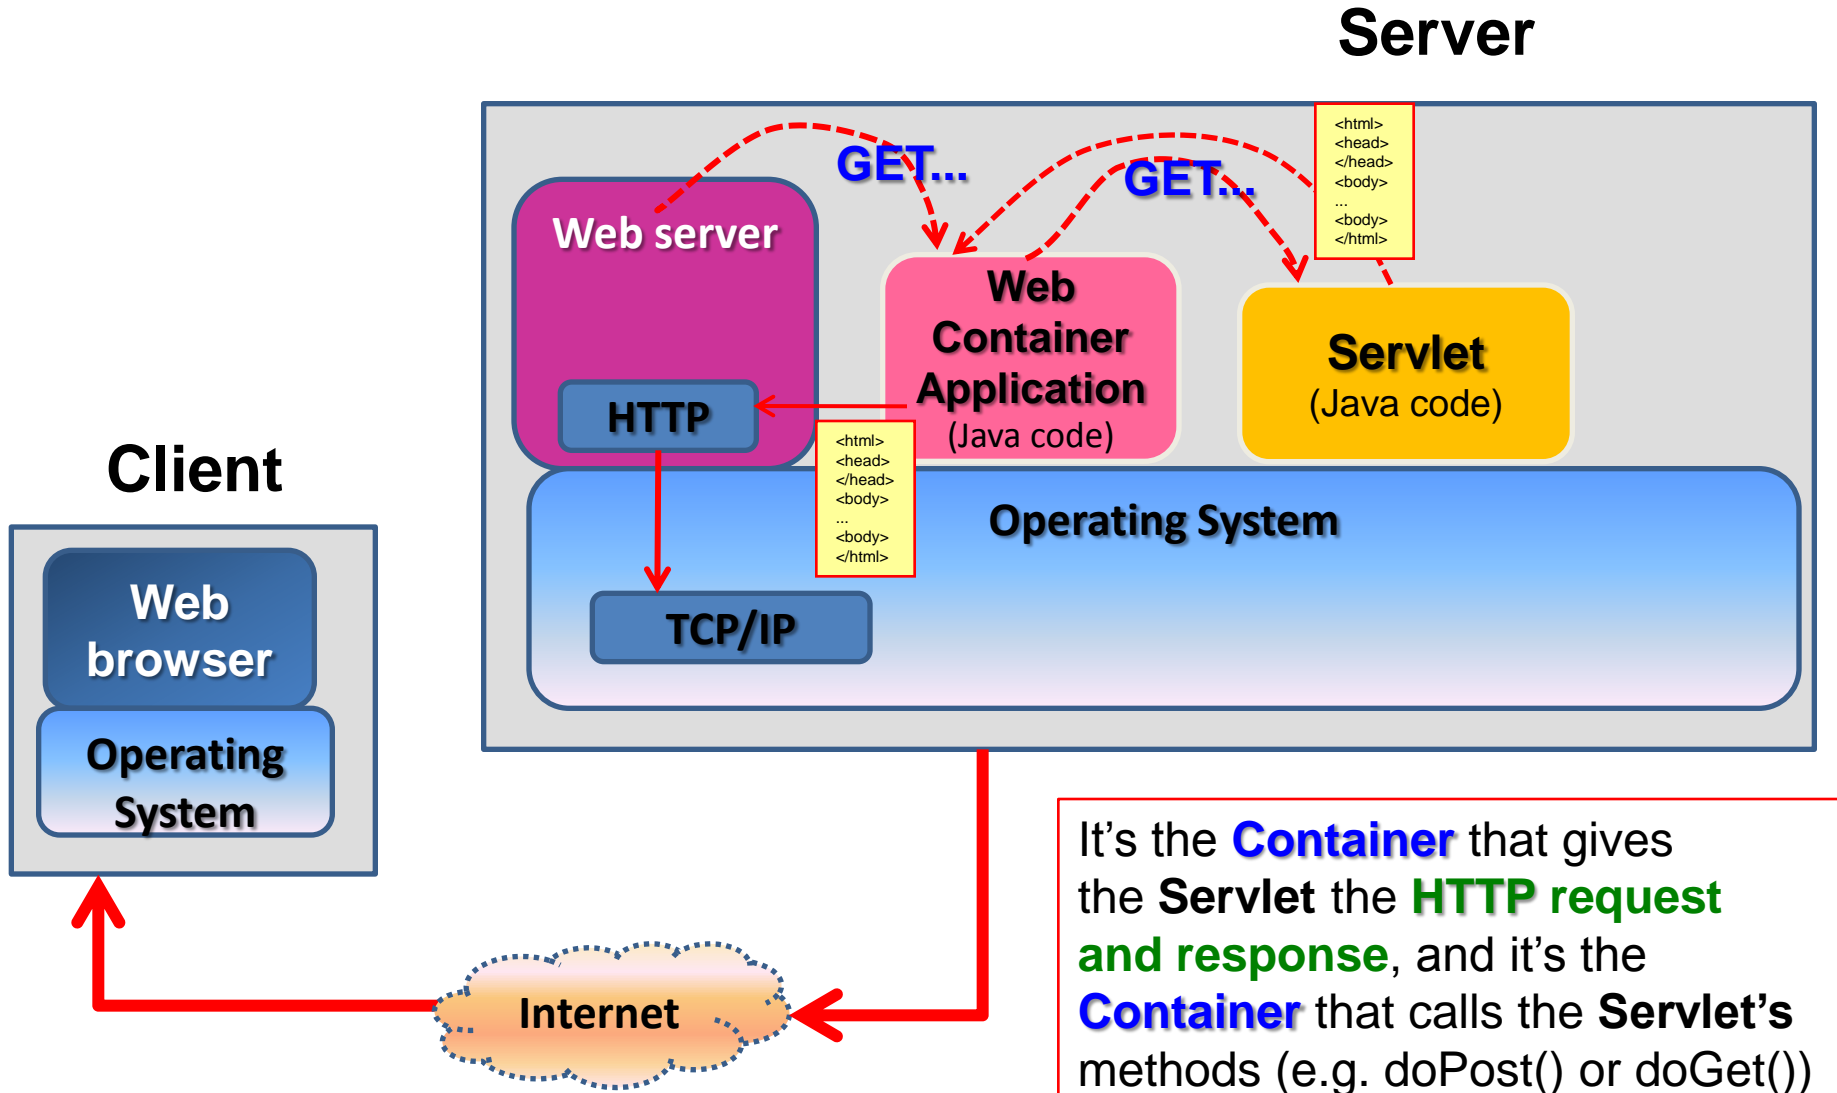 Server
GET...
GET...
<html>
<head>
</head>
<body>
...
<body>
</html>
Web server
Web
Container
Application
(Java code)
Servlet
(Java code)
HTTP
<html>
<head>
</head>
<body>
...
<body>
</html>
Operating System
TCP/IP
Client
Web
browser
Operating
System
Internet
It's the Container that gives
the Servlet the HTTP request
and response, and it's the
Container that calls the Servlet's
methods (e.g. doPost() or doGet())